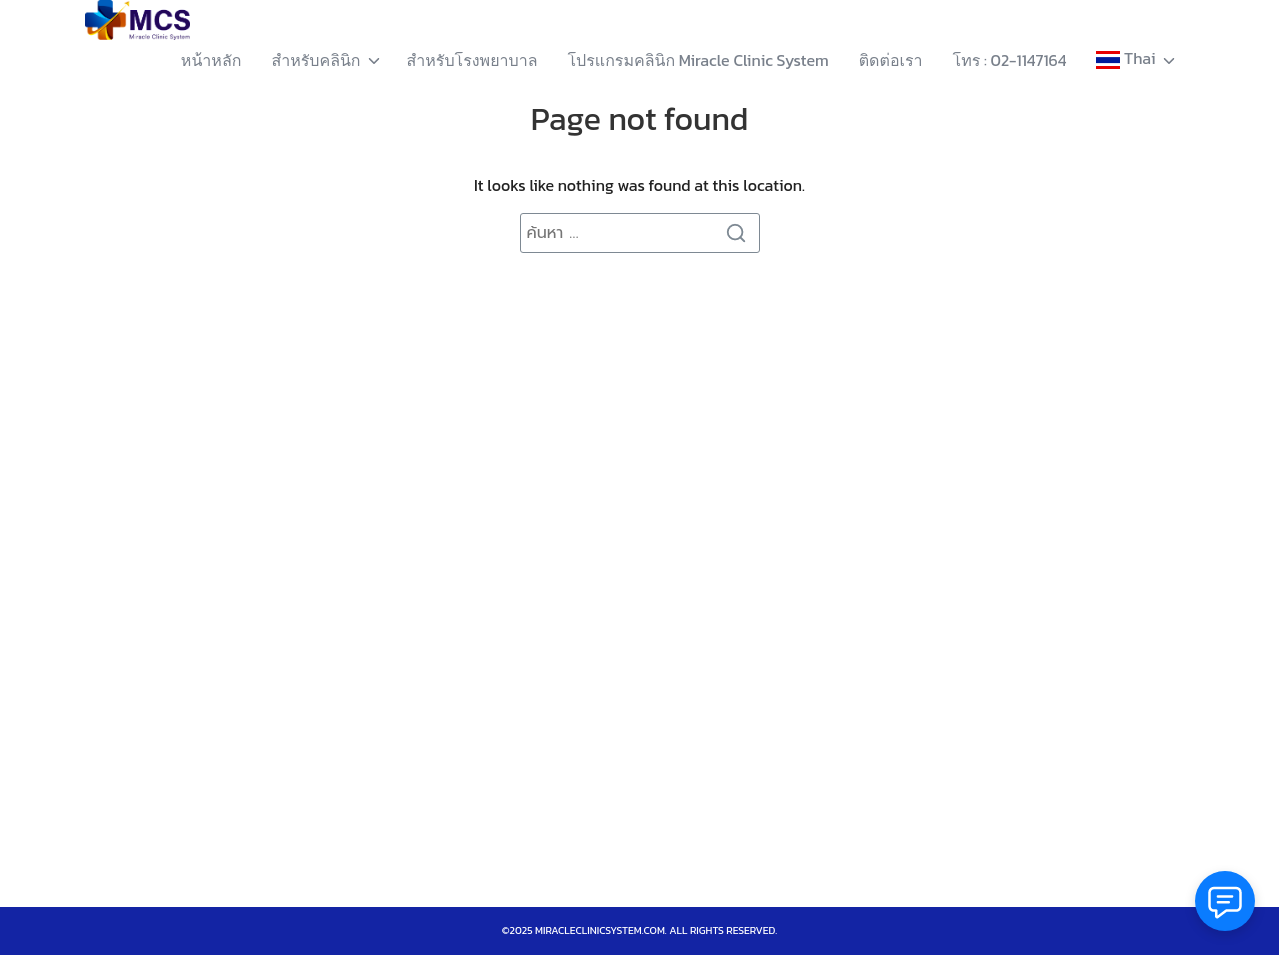 MCS
Miracle Clinic System
หน้าหลัก
สำหรับคลินิก
สำหรับโรงพยาบาล
โปรแกรมคลินิก Miracle Clinic System
ติดต่อเรา
โทร : 02-1147164
Thai
Page not found
It looks like nothing was found at this location.
ค้นหา …
©2025 MIRACLECLINICSYSTEM.COM. ALL RIGHTS RESERVED.